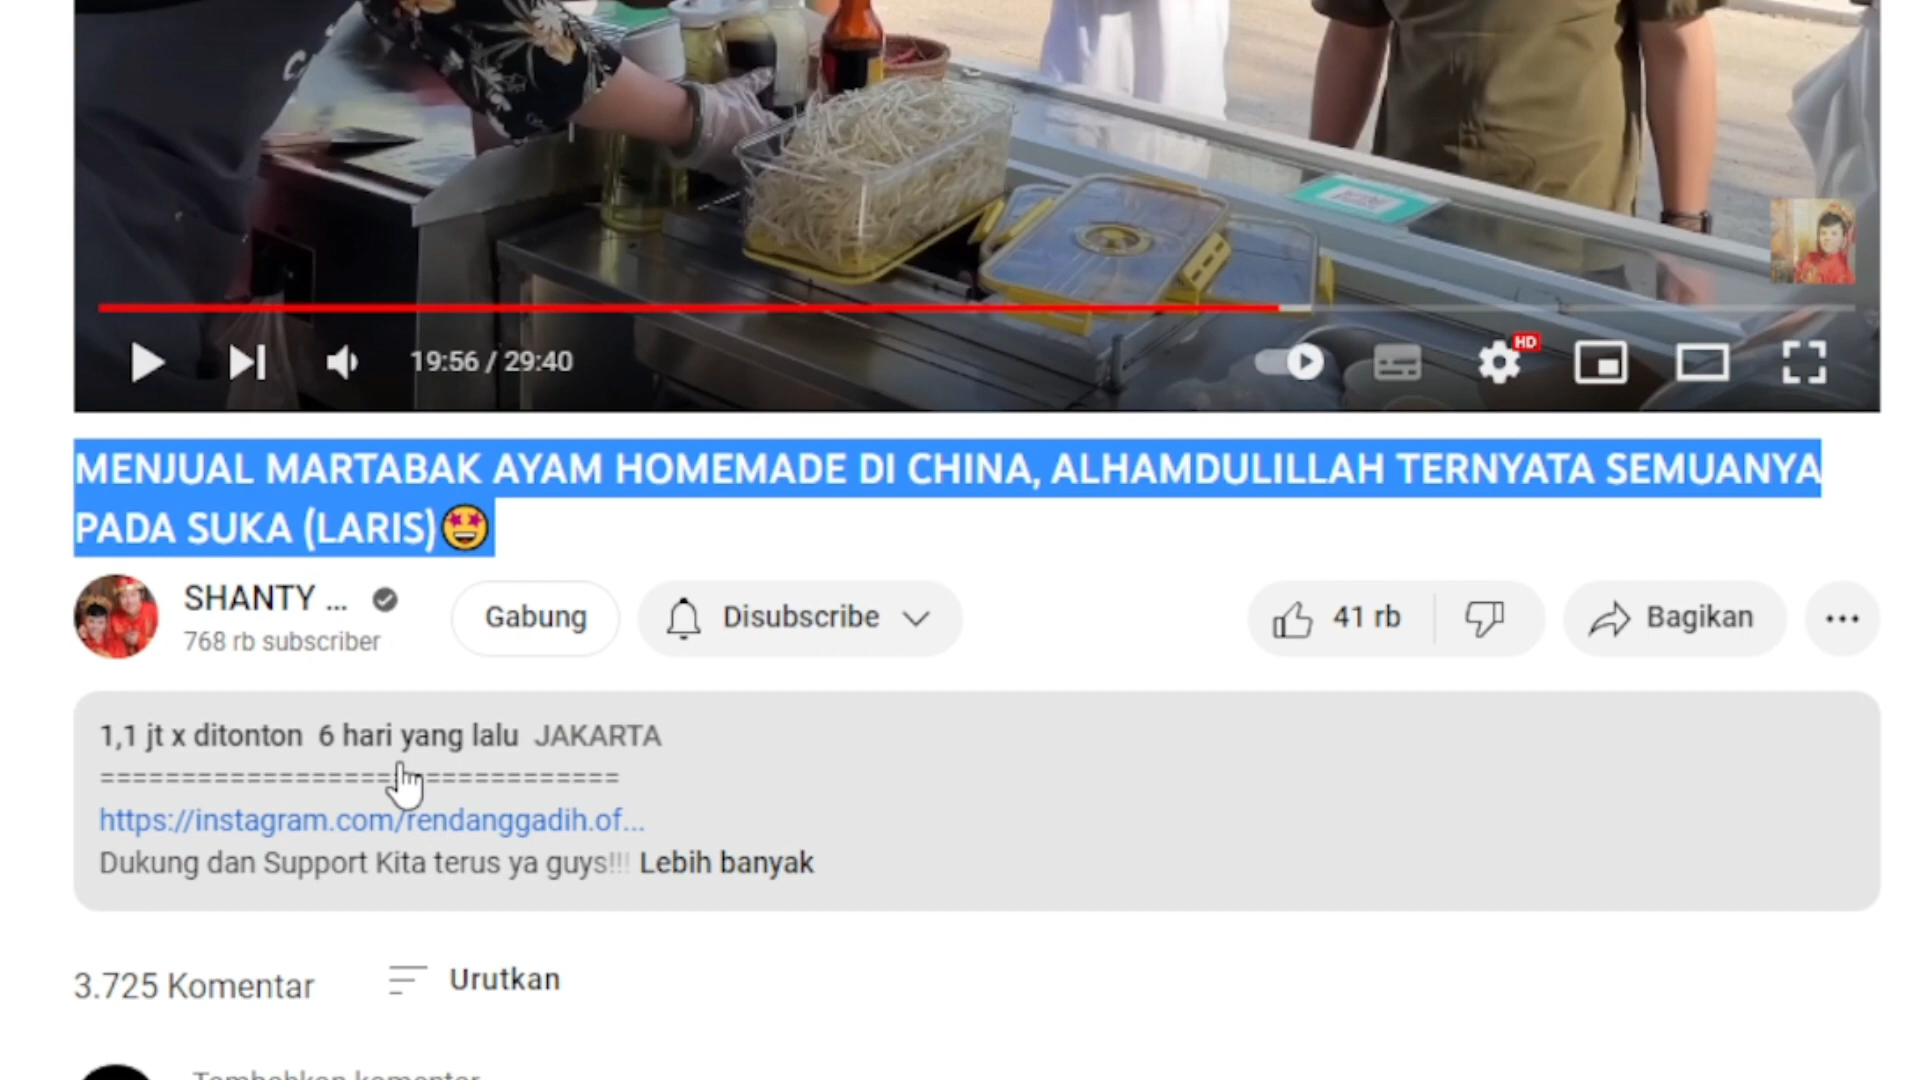 HD
19:56 / 29:40
MENJUAL MARTABAK AYAM HOMEMADE DI CHINA, ALHAMDULILLAH TERNYATA SEMUANYA
PADA SUKA (LARIS)🤩
SHANTY ...
768 rb subscriber
Gabung
Disubscribe
41 rb
Bagikan
1,1 jt x ditonton 6 hari yang lalu JAKARTA
================================
https://instagram.com/rendanggadih.of...
Dukung dan Support Kita terus ya guys!!! Lebih banyak
3.725 Komentar
Urutkan
Tambahkan komentar